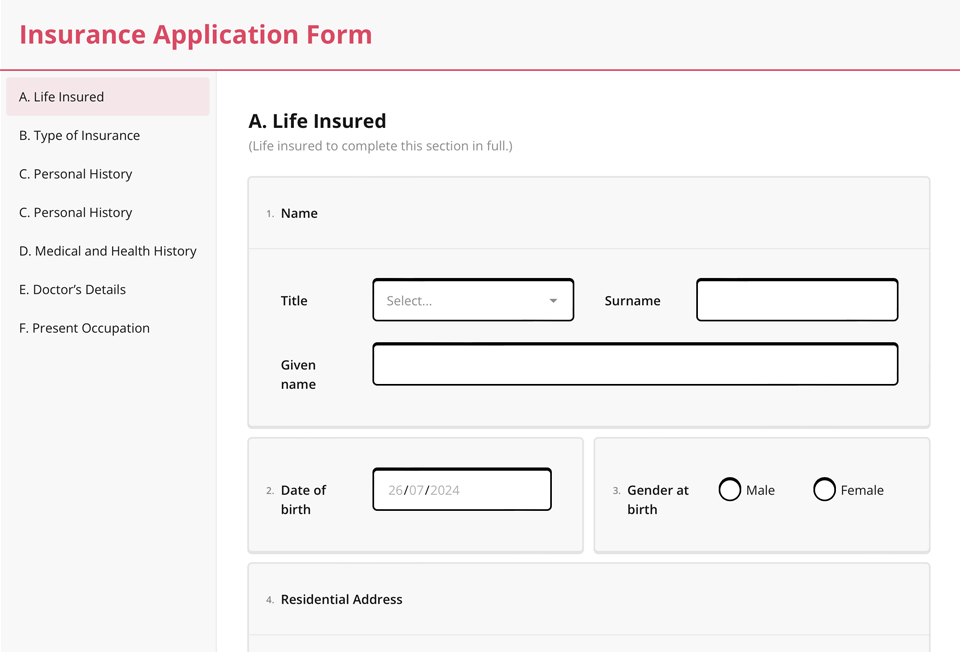 Insurance Application Form
A. Life Insured
B. Type of Insurance
C. Personal History
C. Personal History
D. Medical and Health History
E. Doctor’s Details
F. Present Occupation
A. Life Insured
(Life insured to complete this section in full.)
1. Name
Title Select... Surname
Given
name
2. Date of
birth
26/07/2024
3. Gender at
birth
Male Female
4. Residential Address